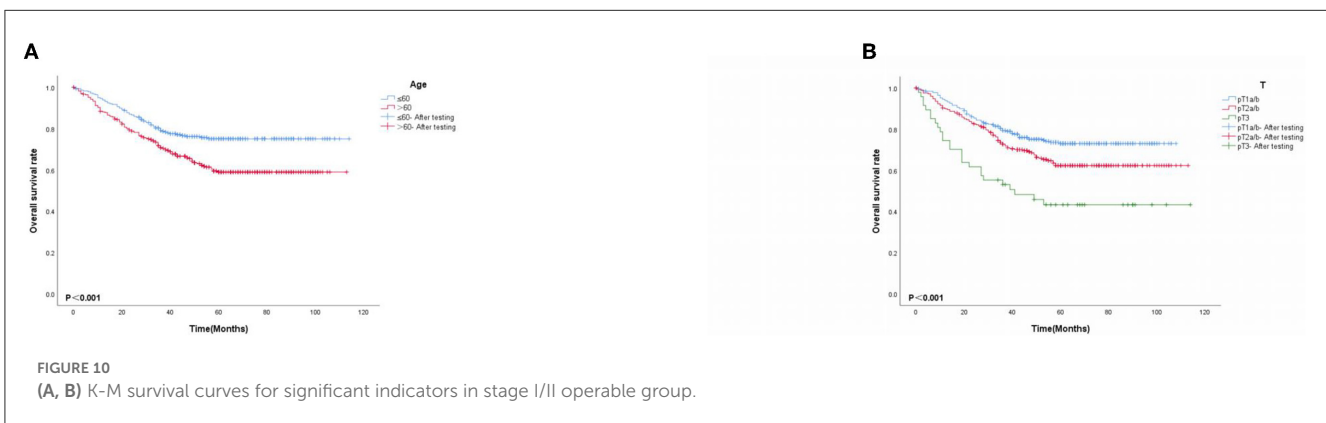 A
Age
≤60
>60
≤60- After testing
>60- After testing
Overall survival rate
1.0
0.8
0.6
0.4
0.2
0.0
P<0.001
0 20 40 60 80 100 120
Time(Months)
B
T
pT1a/b
pT2a/b
pT3
pT1a/b- After testing
pT2a/b- After testing
pT3- After testing
Overall survival rate
1.0
0.8
0.6
0.4
0.2
0.0
P<0.001
0 20 40 60 80 100 120
Time(Months)
FIGURE 10
(A, B) K-M survival curves for significant indicators in stage I/II operable group.